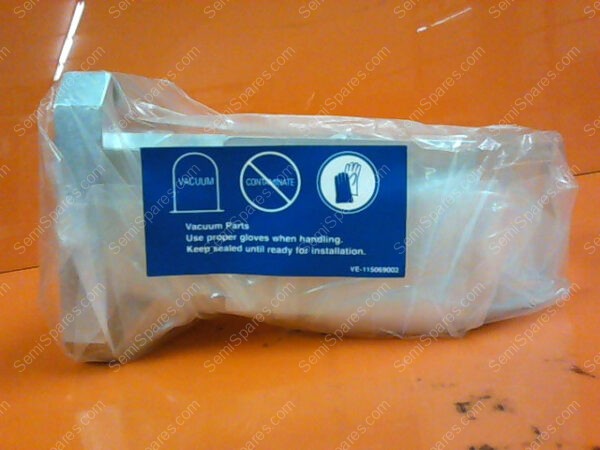 VACUUM
CONTAMINATE
Vacuum Parts
Use proper gloves when handling.
Keep sealed until ready for installation.
VE-115069002
SemiSpares.com